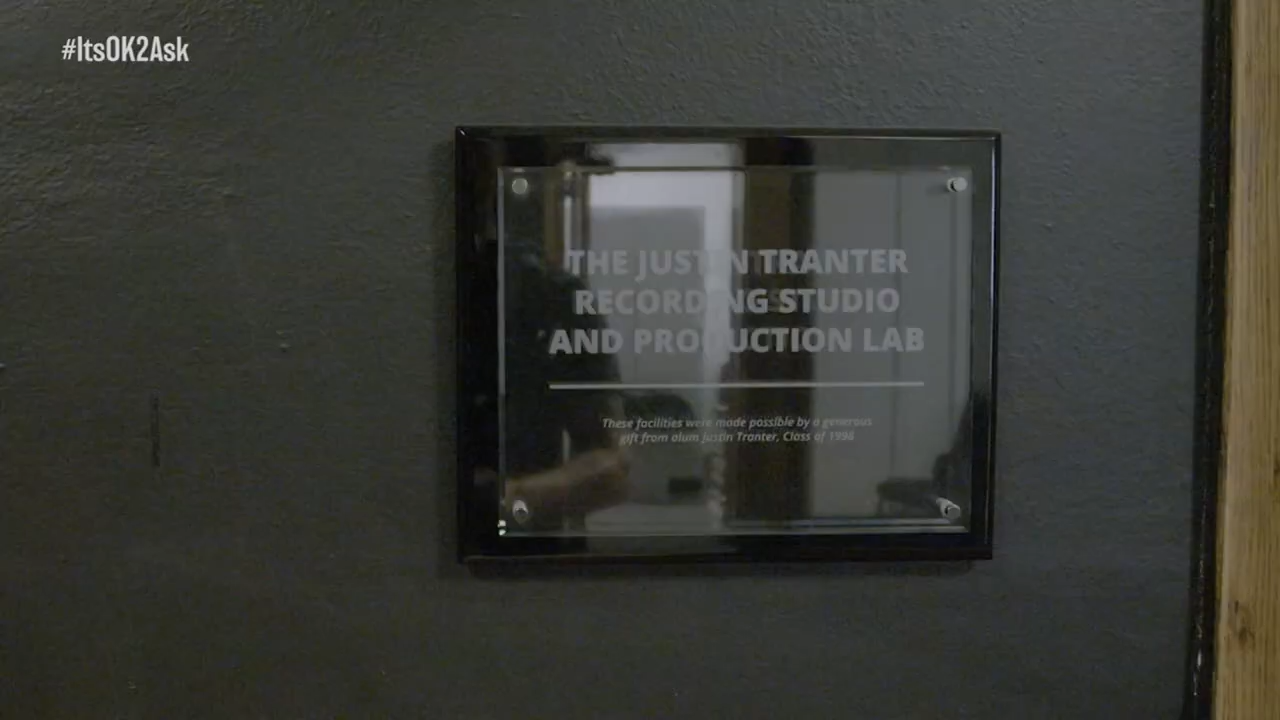 #ItsOK2Ask
THE JUSTIN TRANTER
RECORDING STUDIO
AND PRODUCTION LAB
These facilities were made possible by a generous
gift from alum Justin Tranter, Class of 1998